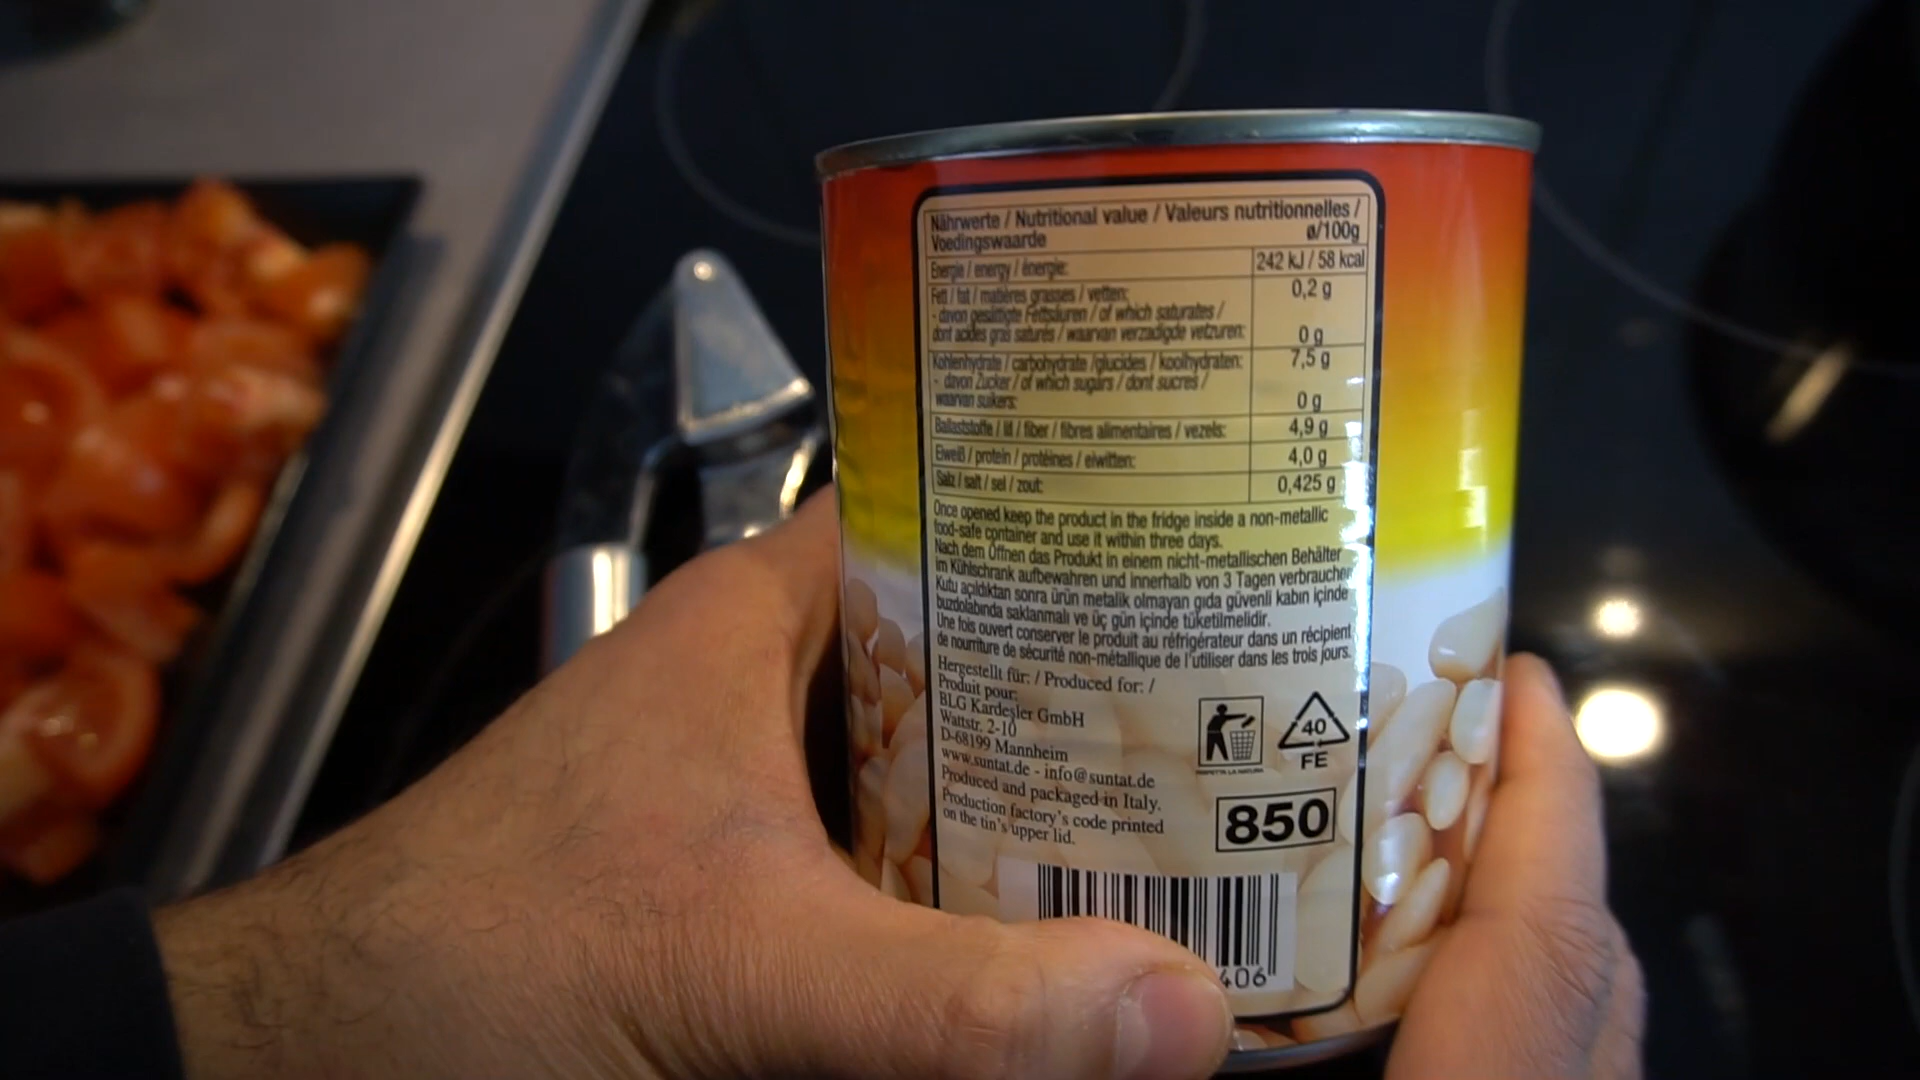 Nährwerte / Nutritional value / Valeurs nutritionnelles /
Voedingswaarde ø/100g
Energie / energy / énergie: 242 kJ / 58 kcal
Fett / fat / matières grasses / vetten: 0,2 g
- davon gesättigte Fettsäuren / of which saturates /
dont acides gras saturés / waarvan verzadigde vetzuren: 0 g
Kohlenhydrate / carbohydrate /glucides / koolhydraten: 7,5 g
- davon Zucker / of which sugars / dont sucres /
waarvan suikers: 0 g
Ballaststoffe / lif / fiber / fibres alimentaires / vezels: 4,9 g
Eiweiß / protein / protéines / eiwitten: 4,0 g
Salz / salt / sel / zout: 0,425 g
Once opened keep the product in the fridge inside a non-metallic
food-safe container and use it within three days.
Nach dem Öffnen das Produkt in einem nicht-metallischen Behälter
im Kühlschrank aufbewahren und innerhalb von 3 Tagen verbrauchen
Kutu açıldıktan sonra ürün metalik olmayan gıda güvenli kabın içinde
buzdolabında saklanmalı ve üç gün içinde tüketilmelidir.
Une fois ouvert conserver le produit au réfrigérateur dans un récipient
de nourriture de sécurité non-métallique de l'utiliser dans les trois jours.
Hergestellt für: / Produced for: /
Produit pour:
BLG Kardeşler GmbH
Wattstr. 2-10
D-68199 Mannheim
www.suntat.de - info@suntat.de
Produced and packaged in Italy.
Production factory's code printed
on the tin's upper lid.
RISPETTA LA NATURA
40
FE
850
406